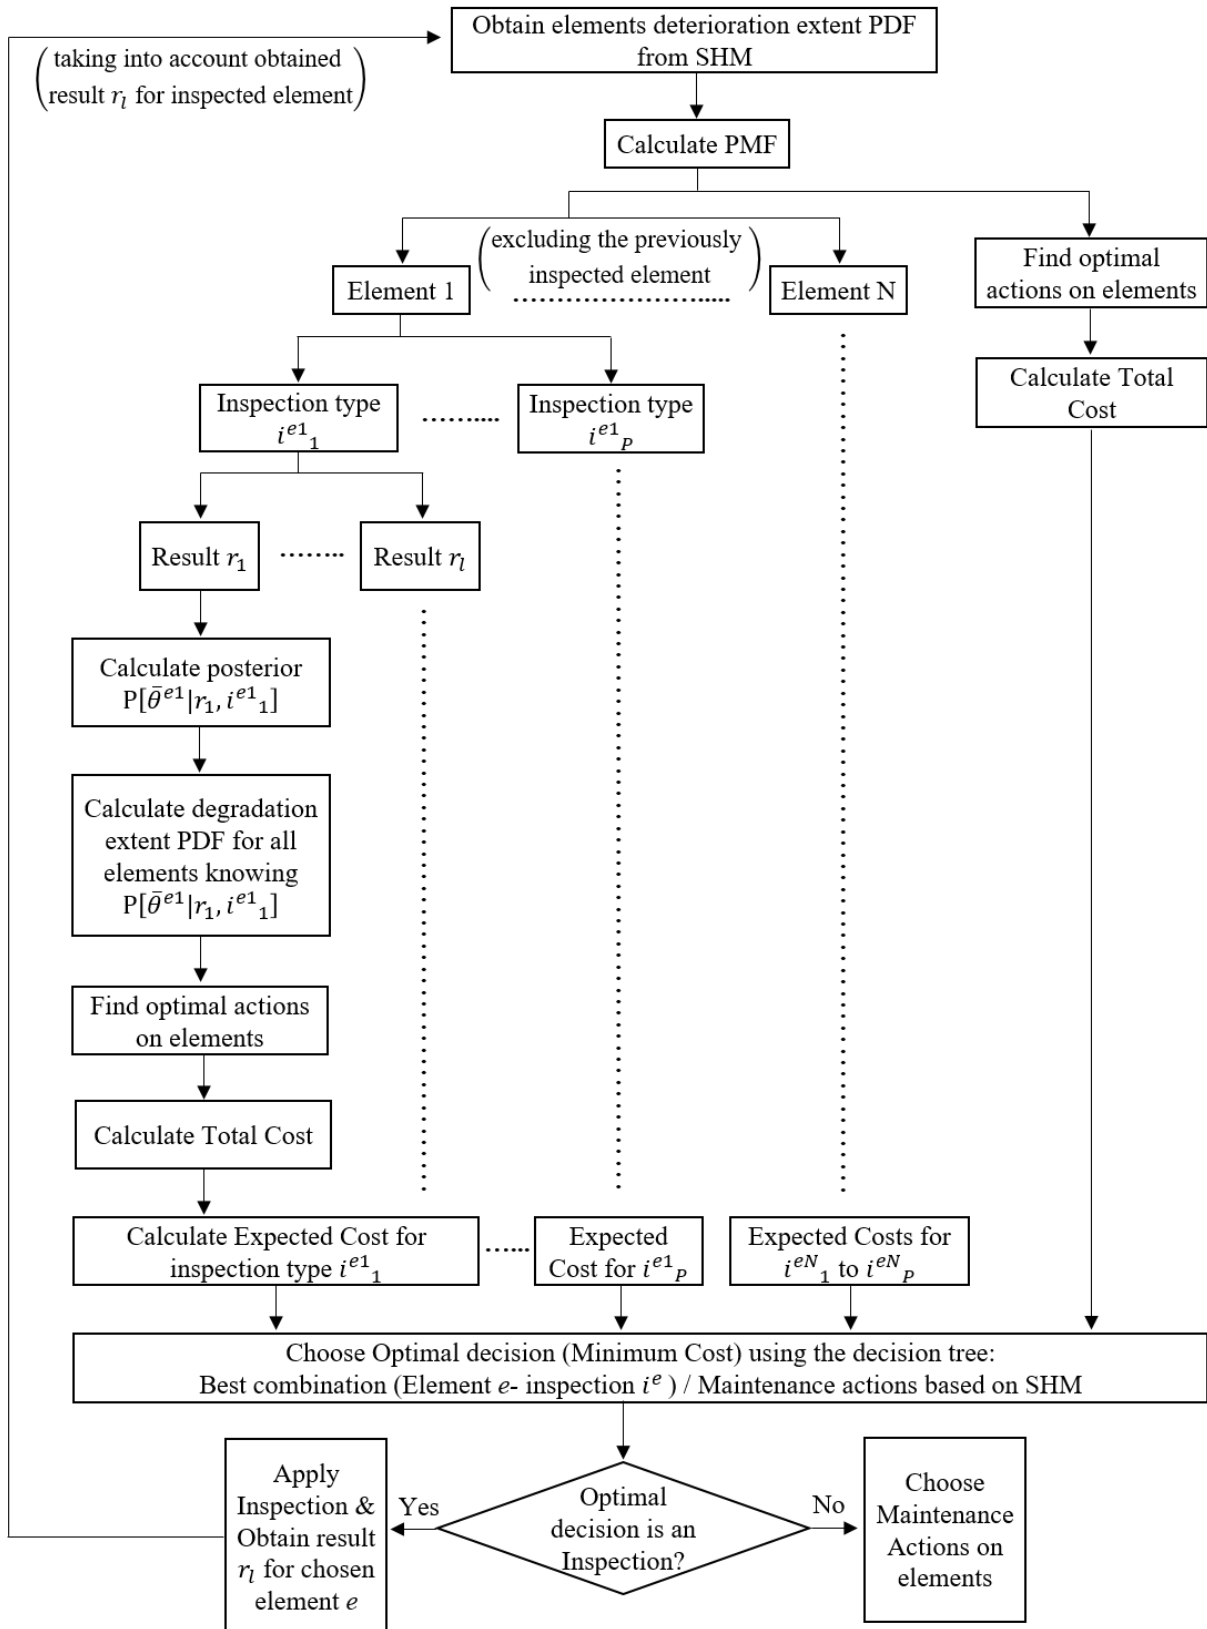 Obtain elements deterioration extent PDF
from SHM
(taking into account obtained
result r_l for inspected element)
Calculate PMF
(excluding the previously
inspected element)
Element 1
........................
Element N
Find optimal
actions on elements
Calculate Total
Cost
Inspection type
i^{e1}_1
..........
Inspection type
i^{e1}_P
Result r_1
........
Result r_l
Calculate posterior
P[θ̄^{e1}|r_1, i^{e1}_1]
Calculate degradation
extent PDF for all
elements knowing
P[θ̄^{e1}|r_1, i^{e1}_1]
Find optimal actions
on elements
Calculate Total Cost
Calculate Expected Cost for
inspection type i^{e1}_1
......
Expected
Cost for i^{e1}_P
Expected Costs for
i^{eN}_1 to i^{eN}_P
Choose Optimal decision (Minimum Cost) using the decision tree:
Best combination (Element e- inspection i^e ) / Maintenance actions based on SHM
Apply
Inspection &
Obtain result
r_l for chosen
element e
Yes
Optimal
decision is an
Inspection?
No
Choose
Maintenance
Actions on
elements